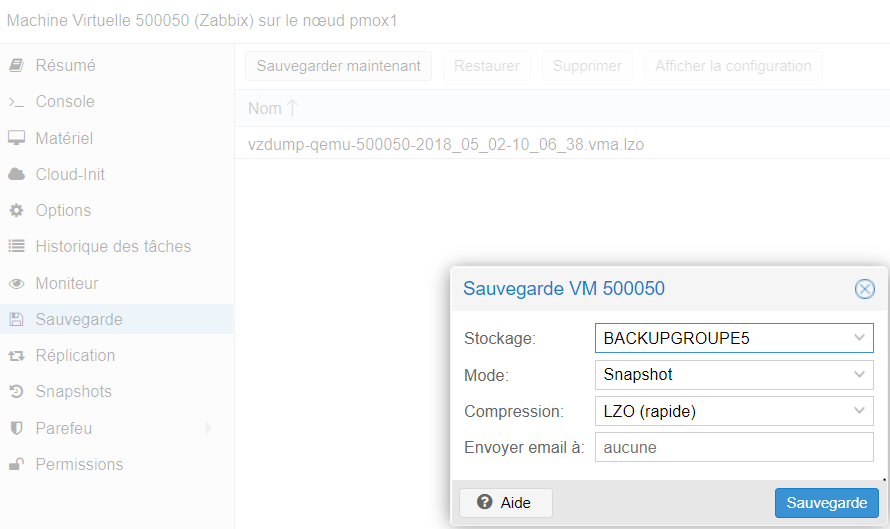 Machine Virtuelle 500050 (Zabbix) sur le nœud pmox1
Résumé
Console
Matériel
Cloud-Init
Options
Historique des tâches
Moniteur
Sauvegarde
Réplication
Snapshots
Parefeu
Permissions
Sauvegarder maintenant Restaurer Supprimer Afficher la configuration
Nom
vzdump-qemu-500050-2018_05_02-10_06_38.vma.lzo
Sauvegarde VM 500050
Stockage: BACKUPGROUPE5
Mode: Snapshot
Compression: LZO (rapide)
Envoyer email à: aucune
Aide Sauvegarde